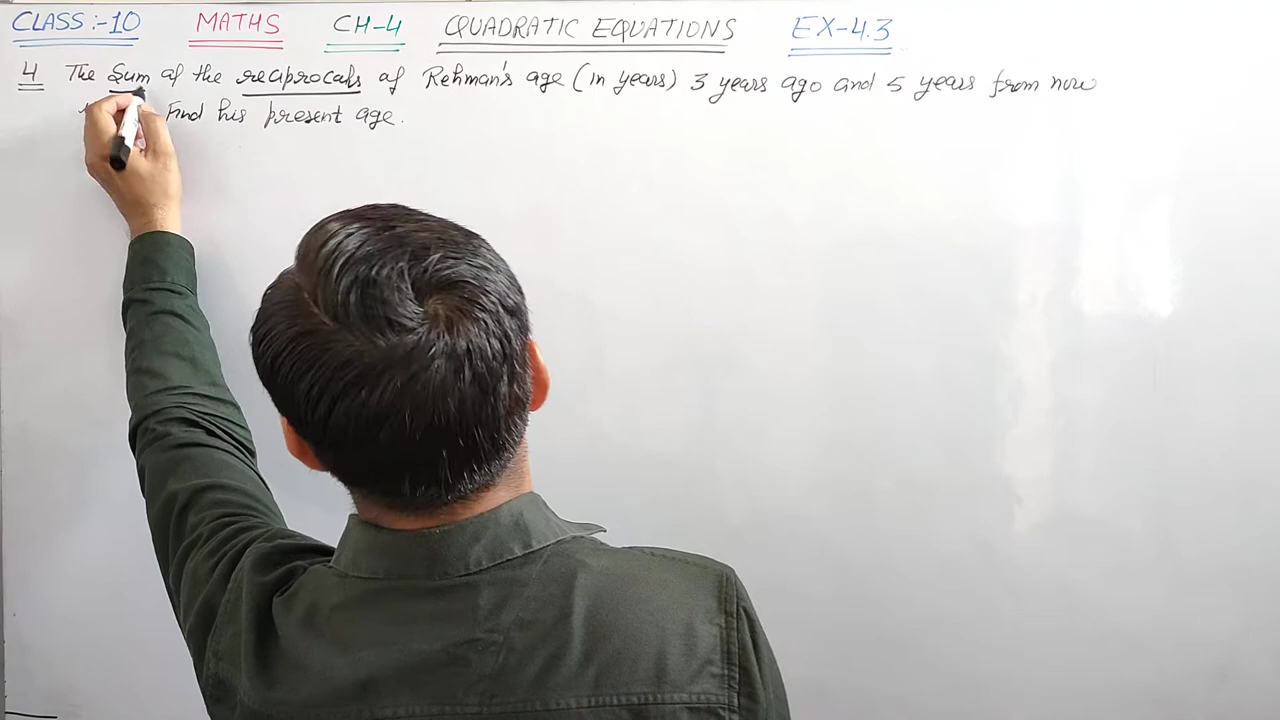 CLASS :- 10 MATHS CH-4 QUADRATIC EQUATIONS EX-4.3
4 The Sum of the reciprocals of Rehman's age (in years) 3 years ago and 5 years from now
Find his present age.